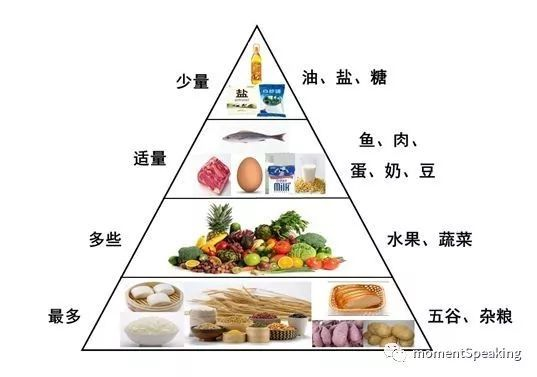 少量
油、盐、糖
盐
适量
鱼、肉、
蛋、奶、豆
MILK
多些
水果、蔬菜
最多
五谷、杂粮
momentSpeaking